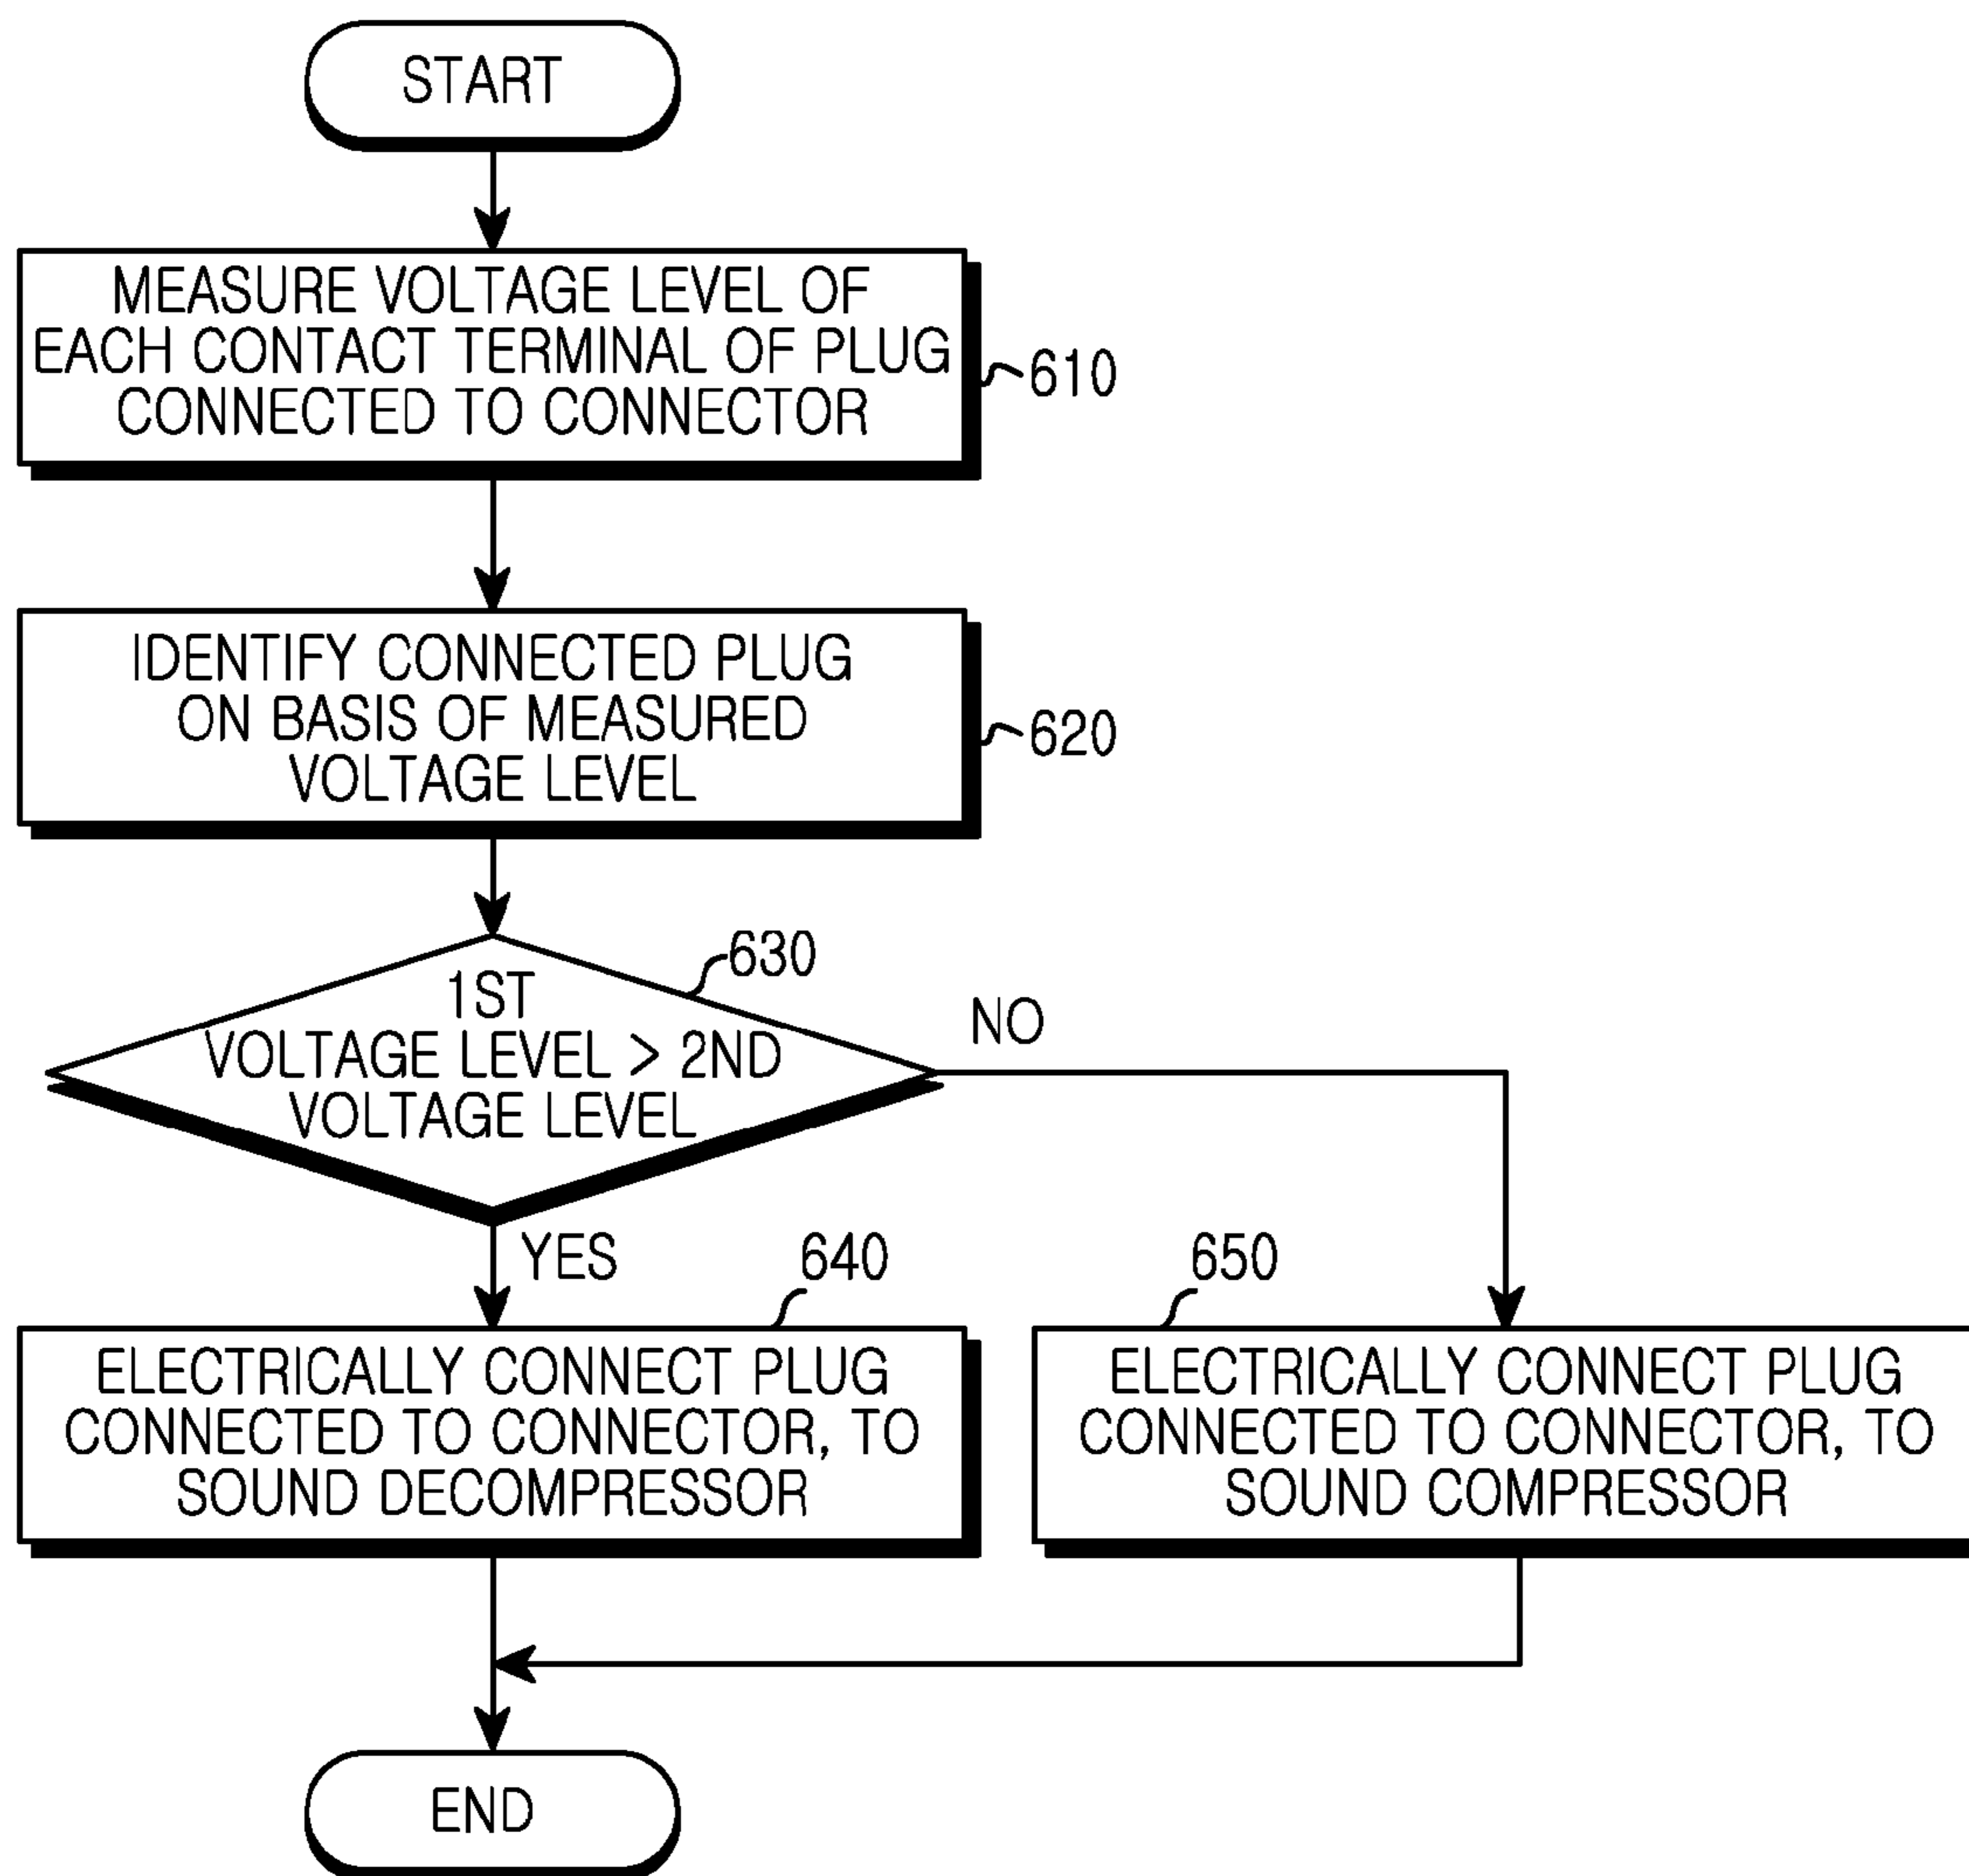 START
MEASURE VOLTAGE LEVEL OF
EACH CONTACT TERMINAL OF PLUG
CONNECTED TO CONNECTOR
610
IDENTIFY CONNECTED PLUG
ON BASIS OF MEASURED
VOLTAGE LEVEL
620
630
1ST
VOLTAGE LEVEL > 2ND
VOLTAGE LEVEL
NO
YES
640
ELECTRICALLY CONNECT PLUG
CONNECTED TO CONNECTOR, TO
SOUND DECOMPRESSOR
650
ELECTRICALLY CONNECT PLUG
CONNECTED TO CONNECTOR, TO
SOUND COMPRESSOR
END